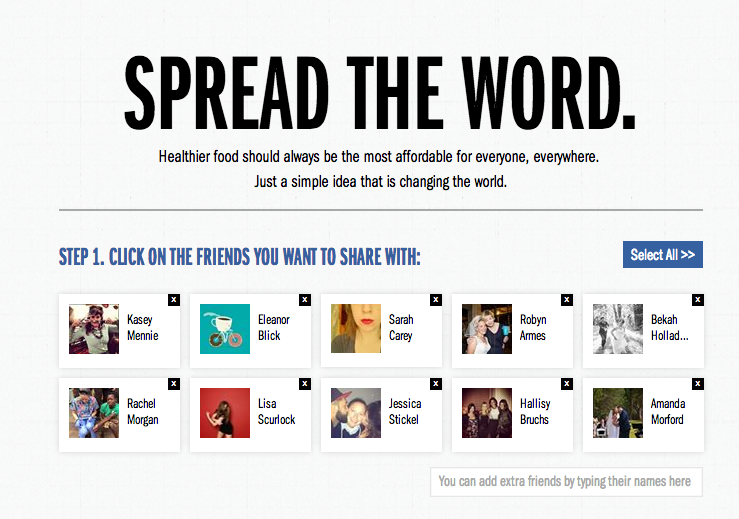 SPREAD THE WORD.
Healthier food should always be the most affordable for everyone, everywhere.
Just a simple idea that is changing the world.
STEP 1. CLICK ON THE FRIENDS YOU WANT TO SHARE WITH:
Select All >>
x
Kasey
Mennie
x
Eleanor
Blick
x
Sarah
Carey
x
Robyn
Armes
x
Bekah
Hollad...
x
Rachel
Morgan
x
Lisa
Scurlock
x
Jessica
Stickel
x
Hallisy
Bruchs
x
Amanda
Morford
You can add extra friends by typing their names here